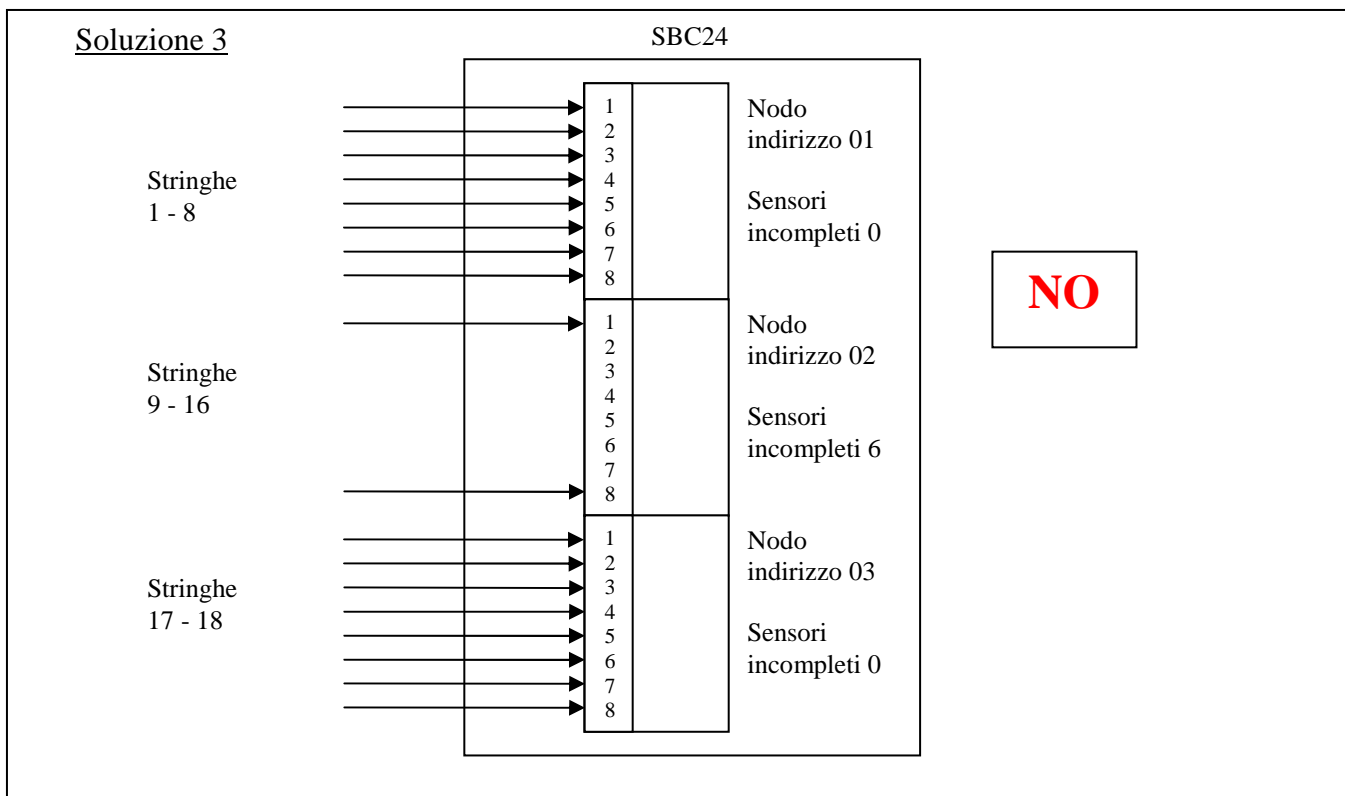 Soluzione 3
SBC24
Stringhe
1 - 8
1
2
3
4
5
6
7
8
Nodo
indirizzo 01
Sensori
incompleti 0
NO
Stringhe
9 - 16
1
2
3
4
5
6
7
8
Nodo
indirizzo 02
Sensori
incompleti 6
Stringhe
17 - 18
1
2
3
4
5
6
7
8
Nodo
indirizzo 03
Sensori
incompleti 0